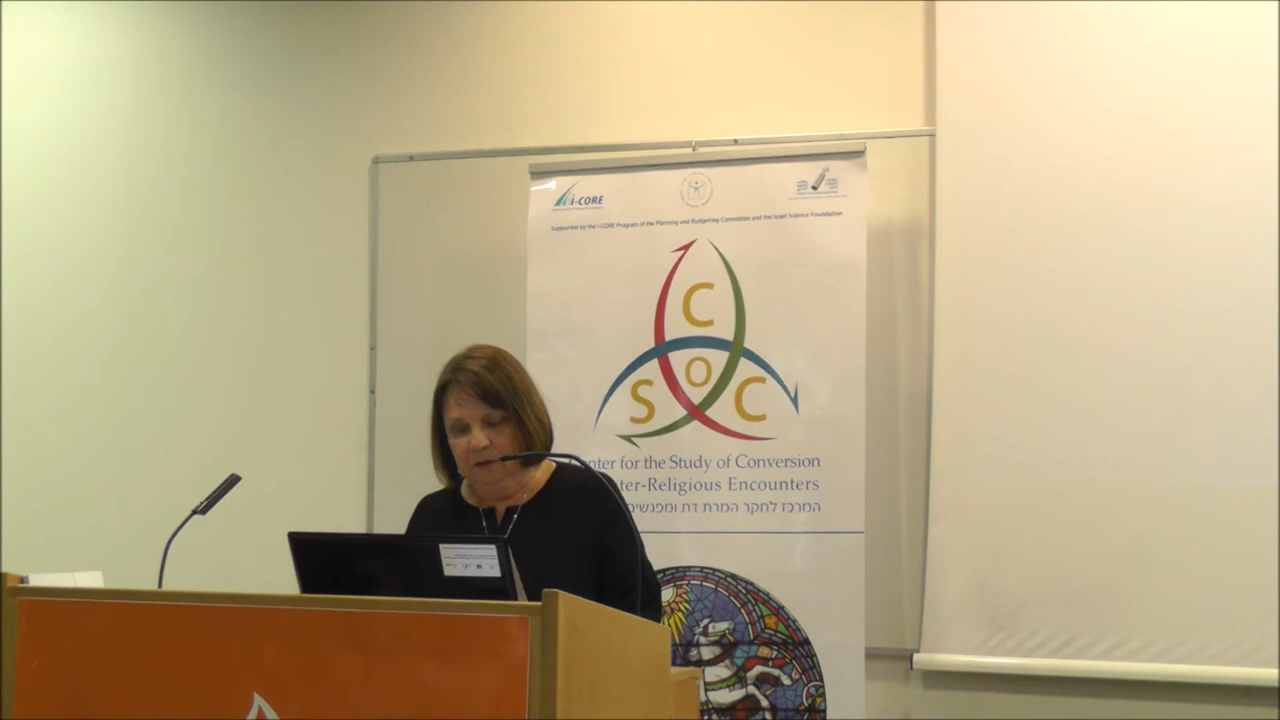 i-CORE
Supported by the I-CORE Program of the Planning and Budgeting Committee and the Israel Science Foundation
C
O
S C
Center for the Study of Conversion
ter-Religious Encounters
המרכז לחקר המרת דת ומפגשים